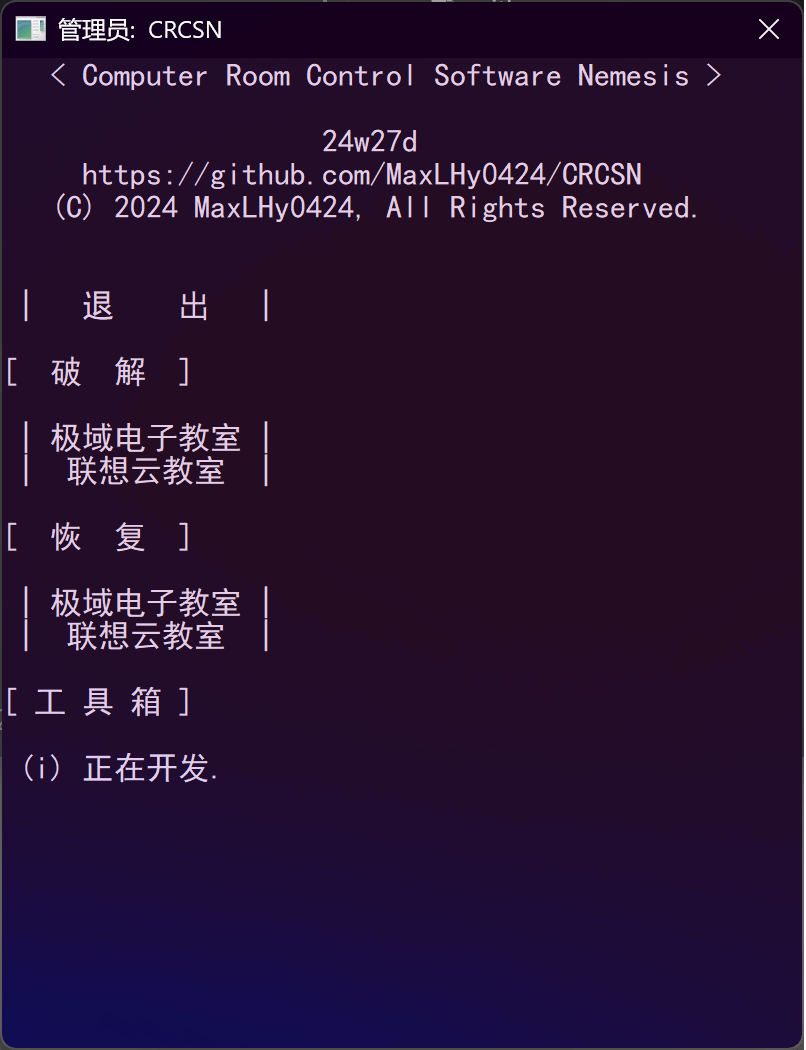 管理员: CRCSN
< Computer Room Control Software Nemesis >
24w27d
https://github.com/MaxLHy0424/CRCSN
(C) 2024 MaxLHy0424, All Rights Reserved.
| 退 出 |
[ 破 解 ]
| 极域电子教室 |
| 联想云教室 |
[ 恢 复 ]
| 极域电子教室 |
| 联想云教室 |
[ 工 具 箱 ]
(i) 正在开发.